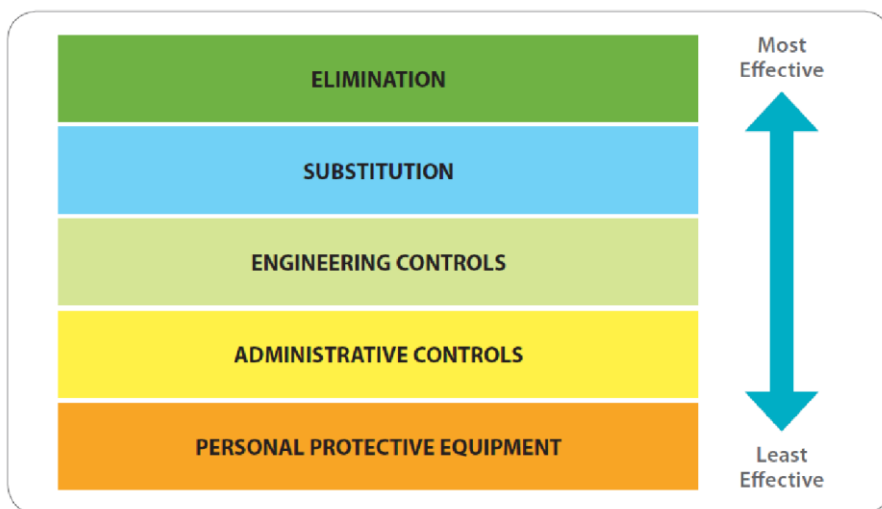 ELIMINATION
SUBSTITUTION
ENGINEERING CONTROLS
ADMINISTRATIVE CONTROLS
PERSONAL PROTECTIVE EQUIPMENT
Most
Effective
Least
Effective